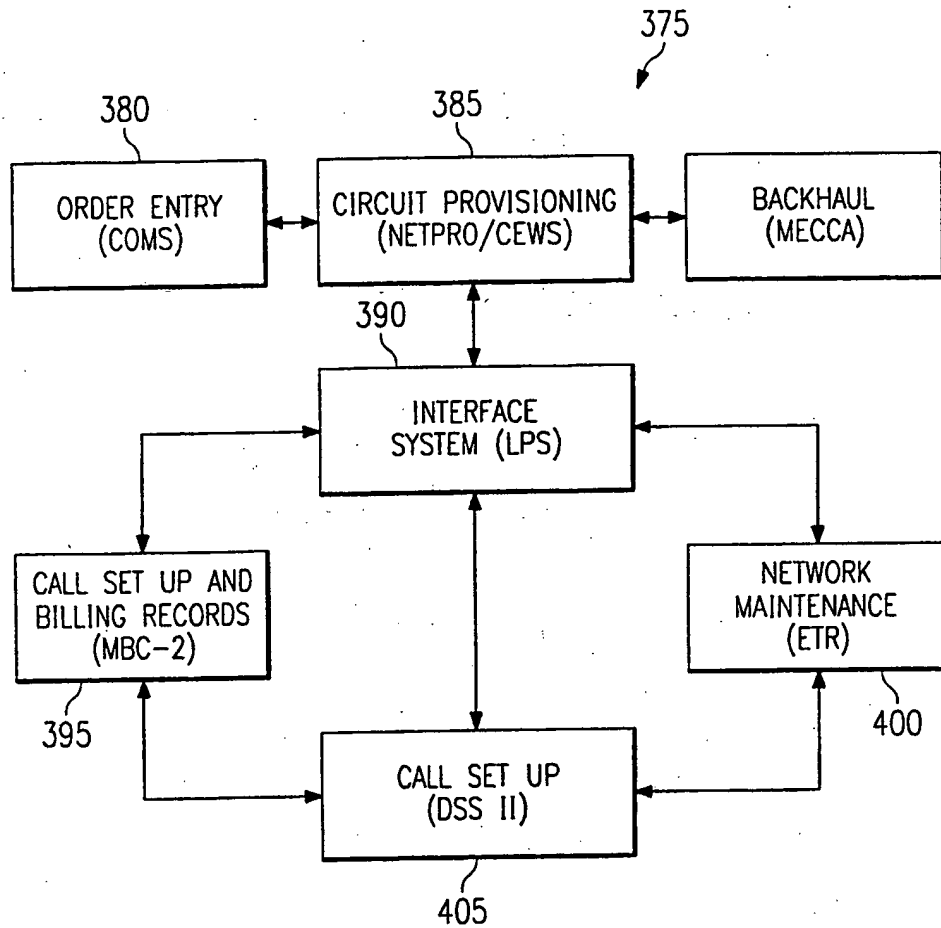 375
380
385
ORDER ENTRY
(COMS)
CIRCUIT PROVISIONING
(NETPRO/CEWS)
BACKHAUL
(MECCA)
390
INTERFACE
SYSTEM (LPS)
CALL SET UP AND
BILLING RECORDS
(MBC-2)
NETWORK
MAINTENANCE
(ETR)
395
400
CALL SET UP
(DSS II)
405